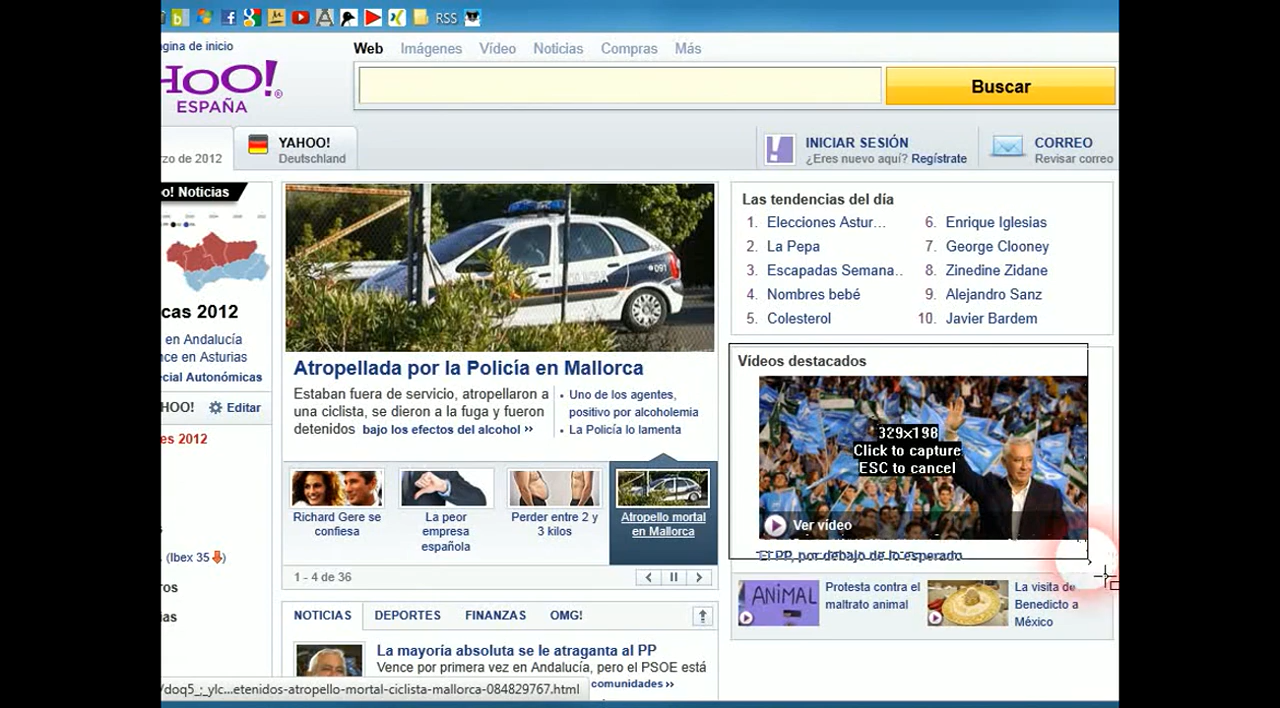 RSS
ágina de inicio
Web Imágenes Vídeo Noticias Compras Más
HOO!
ESPAÑA
Buscar
rzo de 2012
YAHOO!
Deutschland
INICIAR SESIÓN
¿Eres nuevo aquí? Regístrate
CORREO
Revisar correo
o! Noticias
cas 2012
en Andalucía
nce en Asturias
ecial Autonómicas
HOO! Editar
es 2012
s (Ibex 35)
ros
as
POLICIA
091
Atropellada por la Policía en Mallorca
Estaban fuera de servicio, atropellaron a
una ciclista, se dieron a la fuga y fueron
detenidos bajo los efectos del alcohol ››
• Uno de los agentes,
positivo por alcoholemia
• La Policía lo lamenta
Richard Gere se
confiesa
La peor
empresa
española
Perder entre 2 y
3 kilos
Atropello mortal
en Mallorca
1 - 4 de 36
NOTICIAS DEPORTES FINANZAS OMG!
La mayoría absoluta se le atraganta al PP
Vence por primera vez en Andalucía, pero el PSOE está
comunidades ››
Las tendencias del día
1. Elecciones Astur...
2. La Pepa
3. Escapadas Semana..
4. Nombres bebé
5. Colesterol
6. Enrique Iglesias
7. George Clooney
8. Zinedine Zidane
9. Alejandro Sanz
10. Javier Bardem
Vídeos destacados
329x198
Click to capture
ESC to cancel
Ver vídeo
El PP, por debajo de lo esperado
ANIMAL
Protesta contra el
maltrato animal
La visita de
Benedicto a
México
/doq5_;_ylc...etenidos-atropello-mortal-ciclista-mallorca-084829767.html